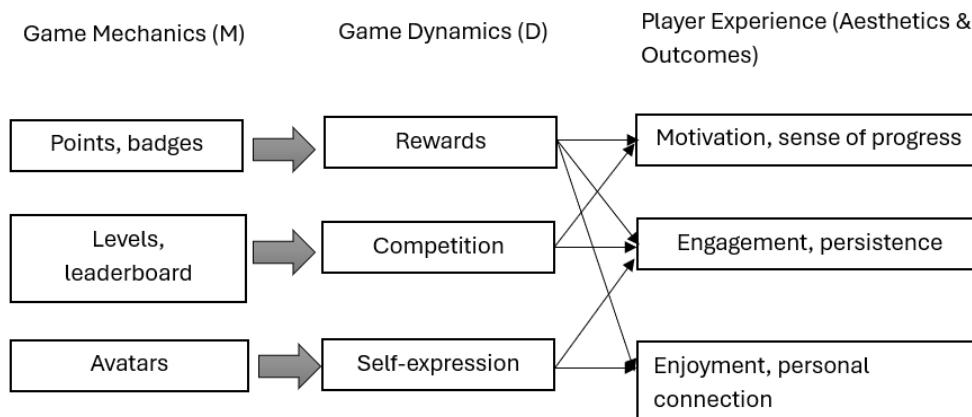 Game Mechanics (M)
Game Dynamics (D)
Player Experience (Aesthetics &
Outcomes)
Points, badges
Rewards
Motivation, sense of progress
Levels,
leaderboard
Competition
Engagement, persistence
Avatars
Self-expression
Enjoyment, personal
connection